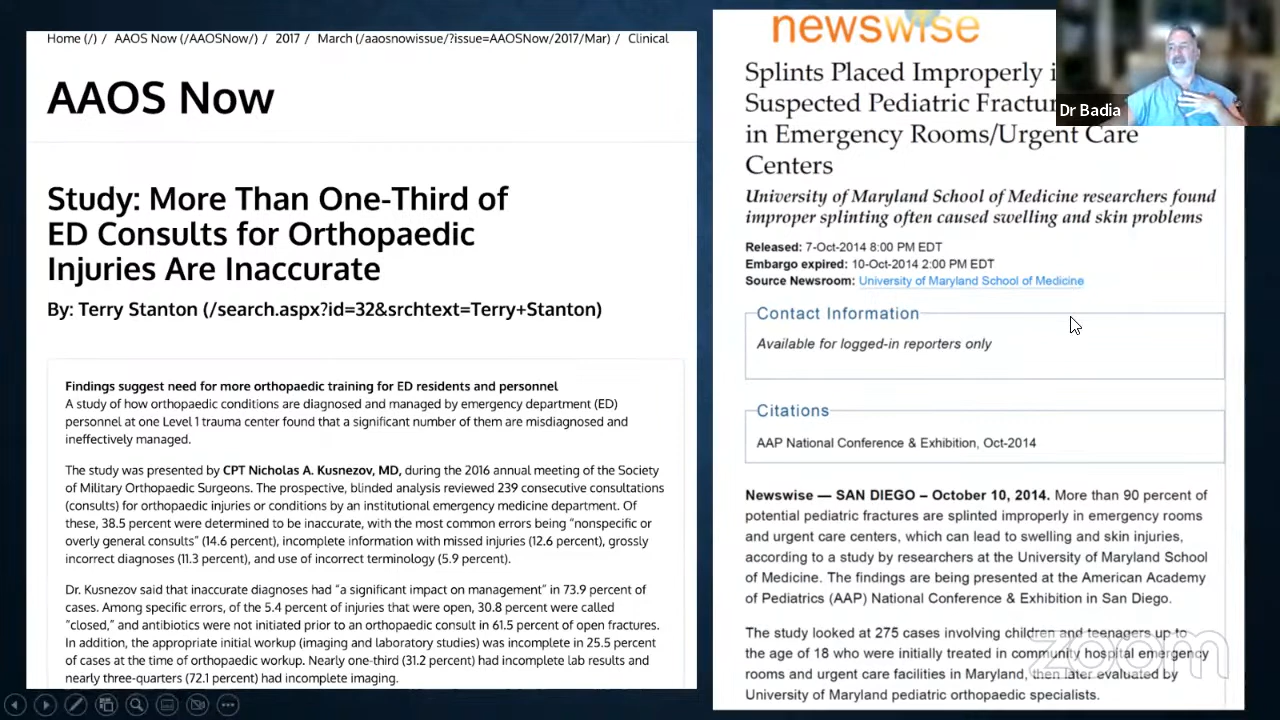 Home (/) / AAOS Now (/AAOSNow/) / 2017 / March (/aaosnowissue/?issue=AAOSNow/2017/Mar) / Clinical
AAOS Now
Study: More Than One-Third of
ED Consults for Orthopaedic
Injuries Are Inaccurate
By: Terry Stanton (/search.aspx?id=32&srchtext=Terry+Stanton)
Findings suggest need for more orthopaedic training for ED residents and personnel
A study of how orthopaedic conditions are diagnosed and managed by emergency department (ED)
personnel at one Level 1 trauma center found that a significant number of them are misdiagnosed and
ineffectively managed.
The study was presented by CPT Nicholas A. Kusnezov, MD, during the 2016 annual meeting of the Society
of Military Orthopaedic Surgeons. The prospective, blinded analysis reviewed 239 consecutive consultations
(consults) for orthopaedic injuries or conditions by an institutional emergency medicine department. Of
these, 38.5 percent were determined to be inaccurate, with the most common errors being “nonspecific or
overly general consults” (14.6 percent), incomplete information with missed injuries (12.6 percent), grossly
incorrect diagnoses (11.3 percent), and use of incorrect terminology (5.9 percent).
Dr. Kusnezov said that inaccurate diagnoses had “a significant impact on management” in 73.9 percent of
cases. Among specific errors, of the 5.4 percent of injuries that were open, 30.8 percent were called
“closed,” and antibiotics were not initiated prior to an orthopaedic consult in 61.5 percent of open fractures.
In addition, the appropriate initial workup (imaging and laboratory studies) was incomplete in 25.5 percent
of cases at the time of orthopaedic workup. Nearly one-third (31.2 percent) had incomplete lab results and
nearly three-quarters (72.1 percent) had incomplete imaging.
newswise
Splints Placed Improperly i
Suspected Pediatric Fractu
in Emergency Rooms/Urgent Care
Centers
University of Maryland School of Medicine researchers found
improper splinting often caused swelling and skin problems
Released: 7-Oct-2014 8:00 PM EDT
Embargo expired: 10-Oct-2014 2:00 PM EDT
Source Newsroom: University of Maryland School of Medicine
Contact Information
Available for logged-in reporters only
Citations
AAP National Conference & Exhibition, Oct-2014
Newswise — SAN DIEGO – October 10, 2014. More than 90 percent of
potential pediatric fractures are splinted improperly in emergency rooms
and urgent care centers, which can lead to swelling and skin injuries,
according to a study by researchers at the University of Maryland School
of Medicine. The findings are being presented at the American Academy
of Pediatrics (AAP) National Conference & Exhibition in San Diego.
The study looked at 275 cases involving children and teenagers up to
the age of 18 who were initially treated in community hospital emergency
rooms and urgent care facilities in Maryland, then later evaluated by
University of Maryland pediatric orthopaedic specialists.
Dr Badia
zoom